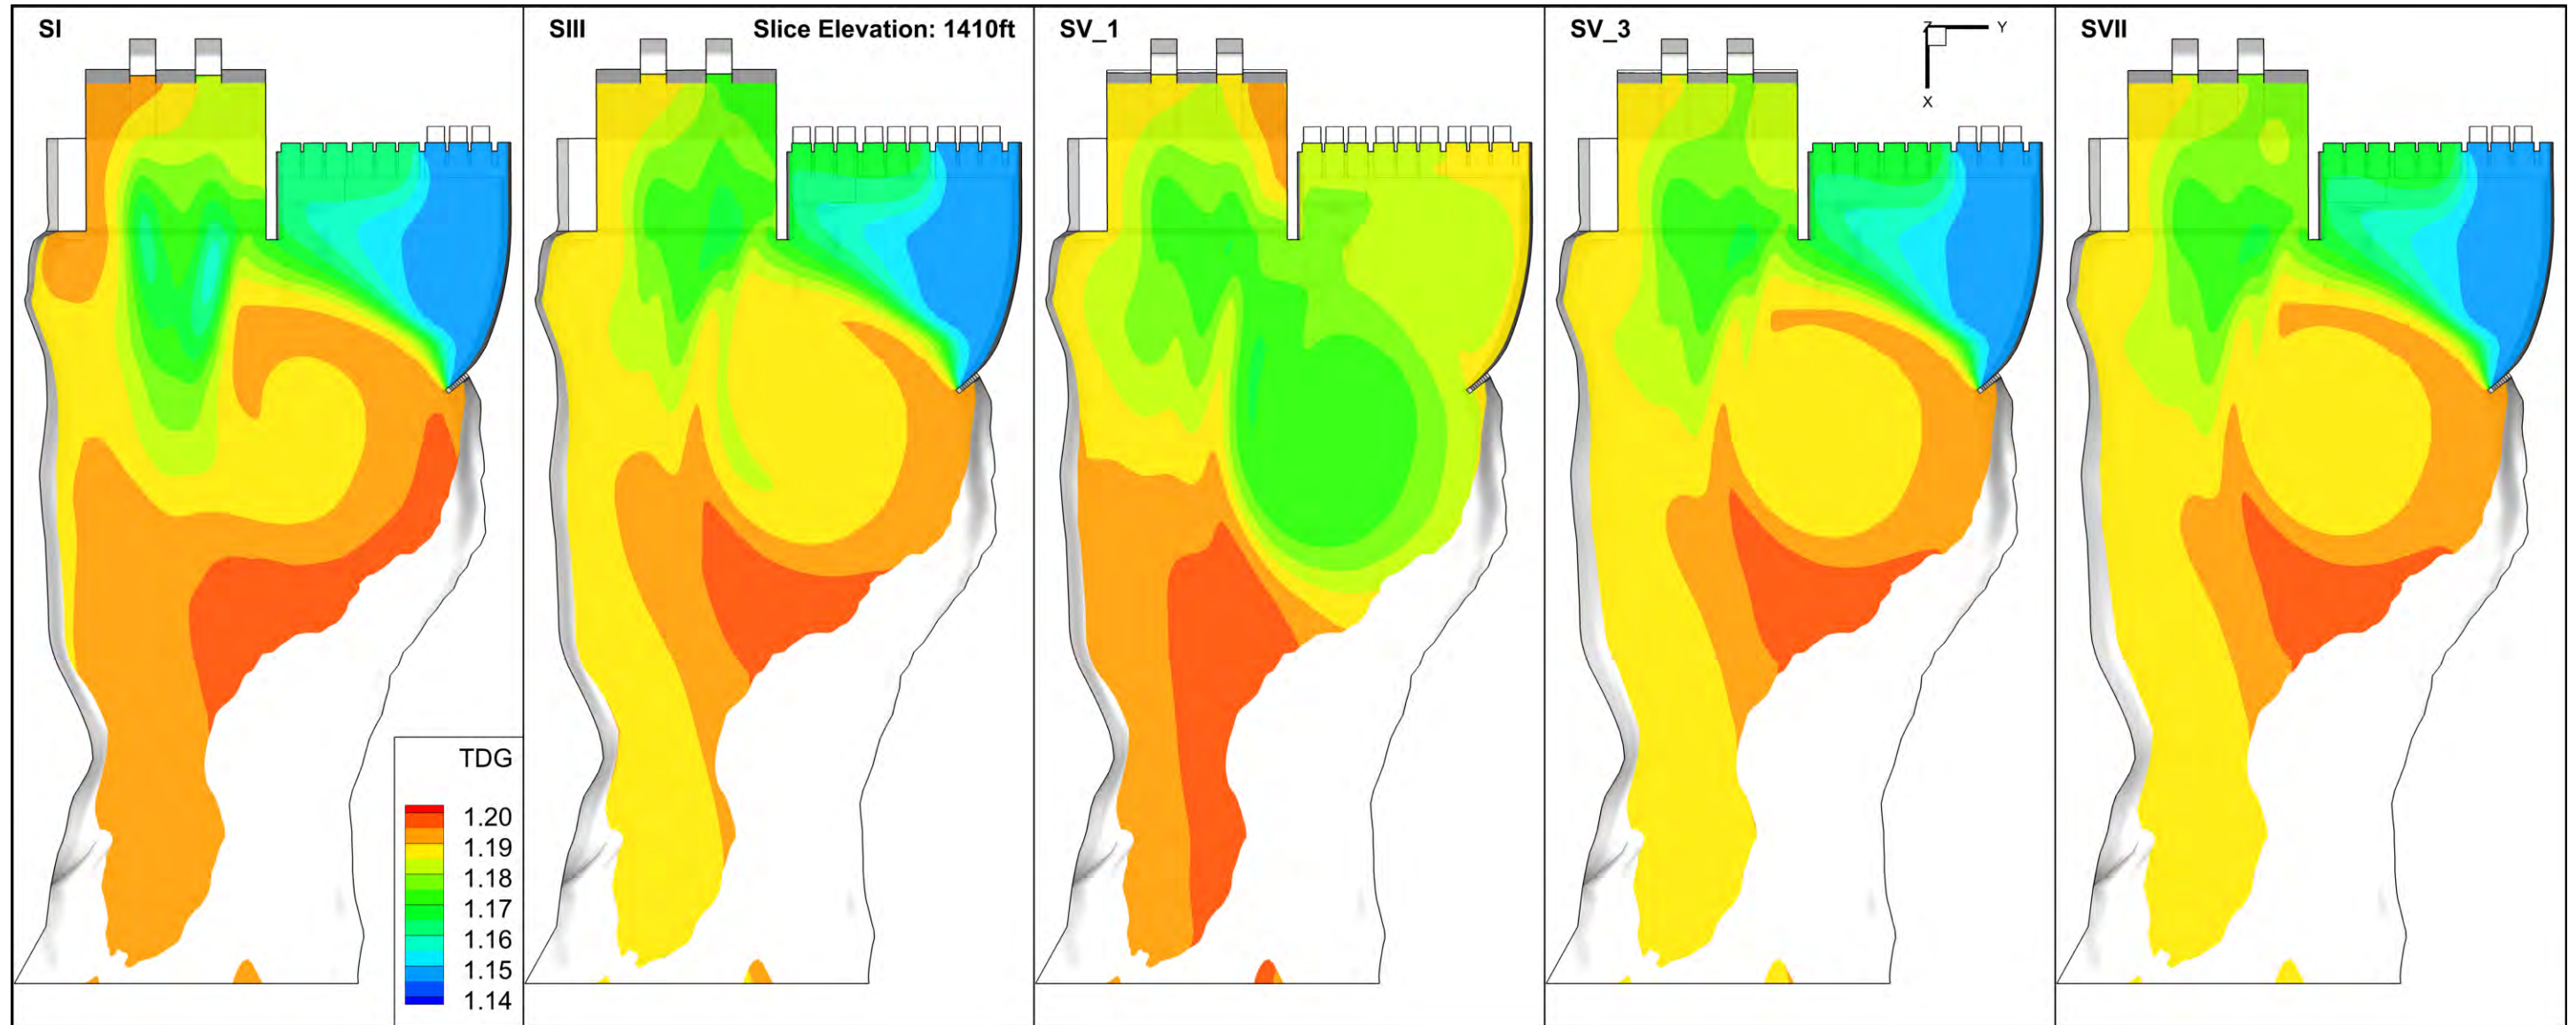 SI
SIII
Slice Elevation: 1410ft
SV_1
SV_3
Z
Y
X
SVII
TDG
1.20
1.19
1.18
1.17
1.16
1.15
1.14